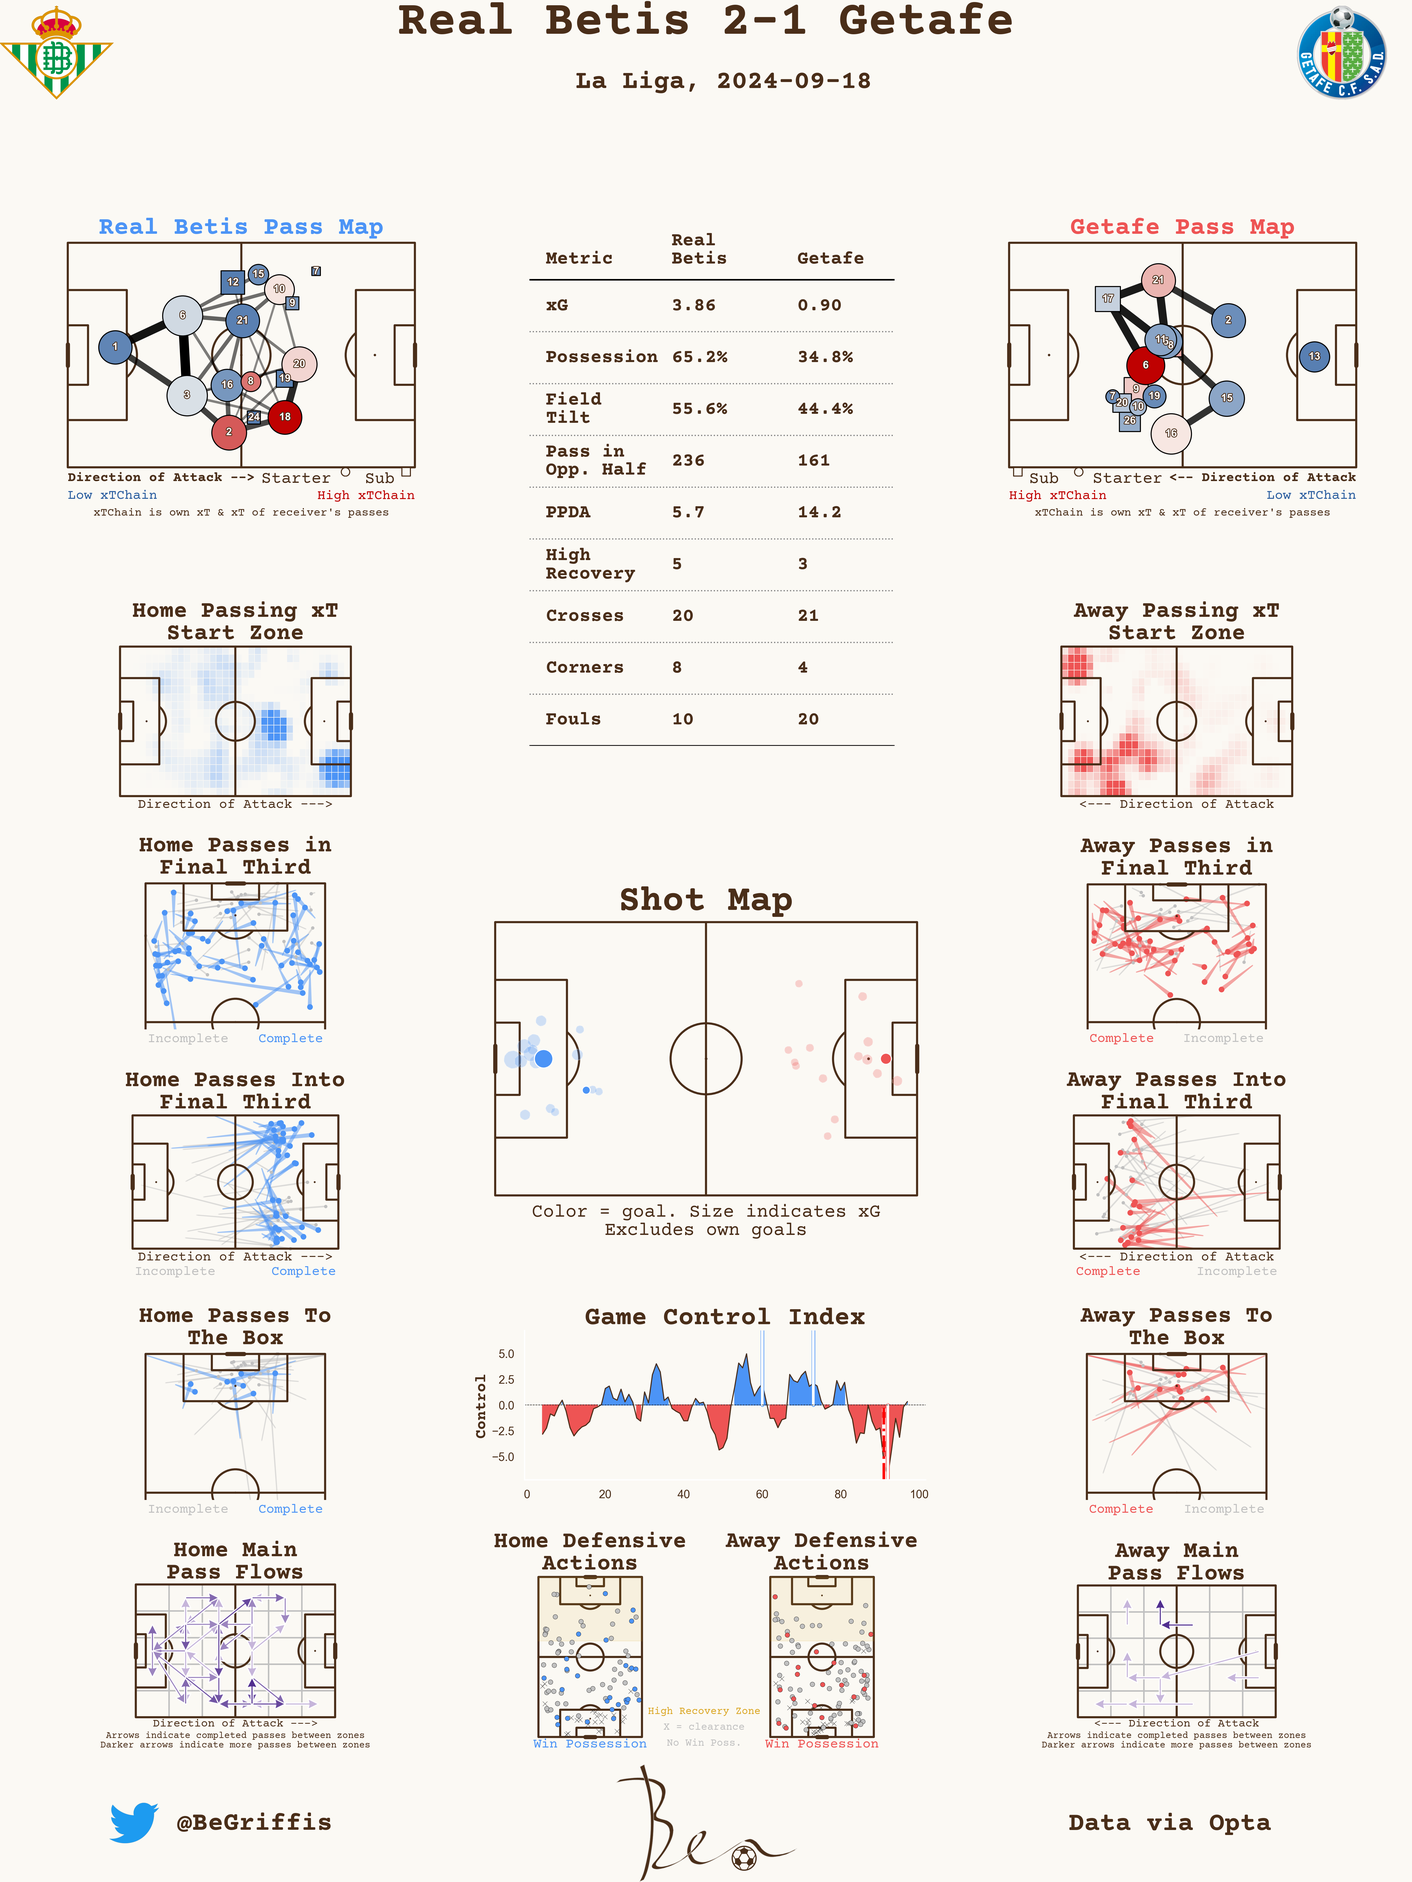 Real Betis 2-1 Getafe
La Liga, 2024-09-18
GETAFE C.F. S.A.D.
Real Betis Pass Map
1
6
3
12
15
7
10
9
21
20
16
8
19
24
18
2
Direction of Attack --> Starter Sub
Low xTChain High xTChain
xTChain is own xT & xT of receiver's passes
Metric Real Betis Getafe
xG 3.86 0.90
Possession 65.2% 34.8%
Field Tilt 55.6% 44.4%
Pass in Opp. Half 236 161
PPDA 5.7 14.2
High Recovery 5 3
Crosses 20 21
Corners 8 4
Fouls 10 20
Getafe Pass Map
21
17
2
11
8
13
6
9
7
20
10
19
26
15
16
Sub Starter <-- Direction of Attack
High xTChain Low xTChain
xTChain is own xT & xT of receiver's passes
Home Passing xT
Start Zone
Direction of Attack --->
Away Passing xT
Start Zone
<--- Direction of Attack
Home Passes in
Final Third
Incomplete Complete
Away Passes in
Final Third
Complete Incomplete
Shot Map
Color = goal. Size indicates xG
Excludes own goals
Home Passes Into
Final Third
Direction of Attack --->
Incomplete Complete
Away Passes Into
Final Third
<--- Direction of Attack
Complete Incomplete
Home Passes To
The Box
Incomplete Complete
Game Control Index
Control
5.0
2.5
0.0
−2.5
−5.0
0 20 40 60 80 100
Away Passes To
The Box
Complete Incomplete
Home Main
Pass Flows
Direction of Attack --->
Arrows indicate completed passes between zones
Darker arrows indicate more passes between zones
Home Defensive
Actions
Win Possession
Away Defensive
Actions
Win Possession
High Recovery Zone
X = clearance
No Win Poss.
Away Main
Pass Flows
<--- Direction of Attack
Arrows indicate completed passes between zones
Darker arrows indicate more passes between zones
@BeGriffis
Ben
Data via Opta